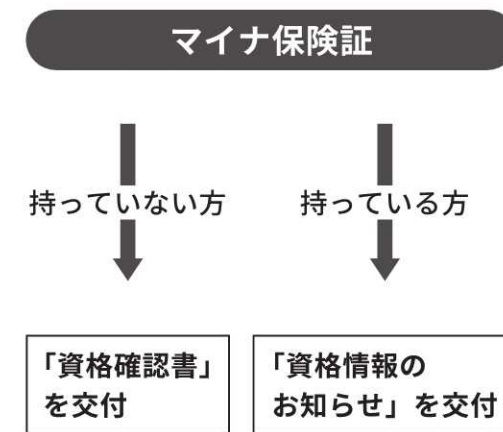 マイナ保険証
持っていない方
持っている方
「資格確認書」
を交付
「資格情報の
お知らせ」を交付